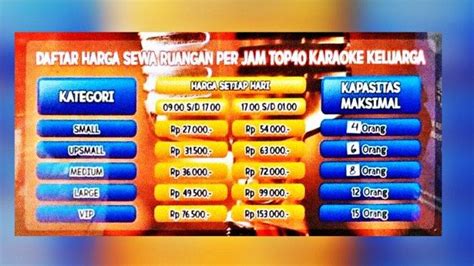 DAFTAR HARGA SEWA RUANGAN PER JAM TOP40 KARAOKE KELUARGA
KATEGORI HARGA SETIAP HARI KAPASITAS MAKSIMAL
09.00 S/D 17.00 17.00 S/D 01.00
SMALL Rp 27.000.- Rp 54.000.- 4 Orang
UPSMALL Rp 31.500.- Rp 63.000.- 6 Orang
MEDIUM Rp 36.000.- Rp 72.000.- 8 Orang
LARGE Rp 49.500.- Rp 99.000.- 12 Orang
VIP Rp 76.500.- Rp 153.000.- 15 Orang